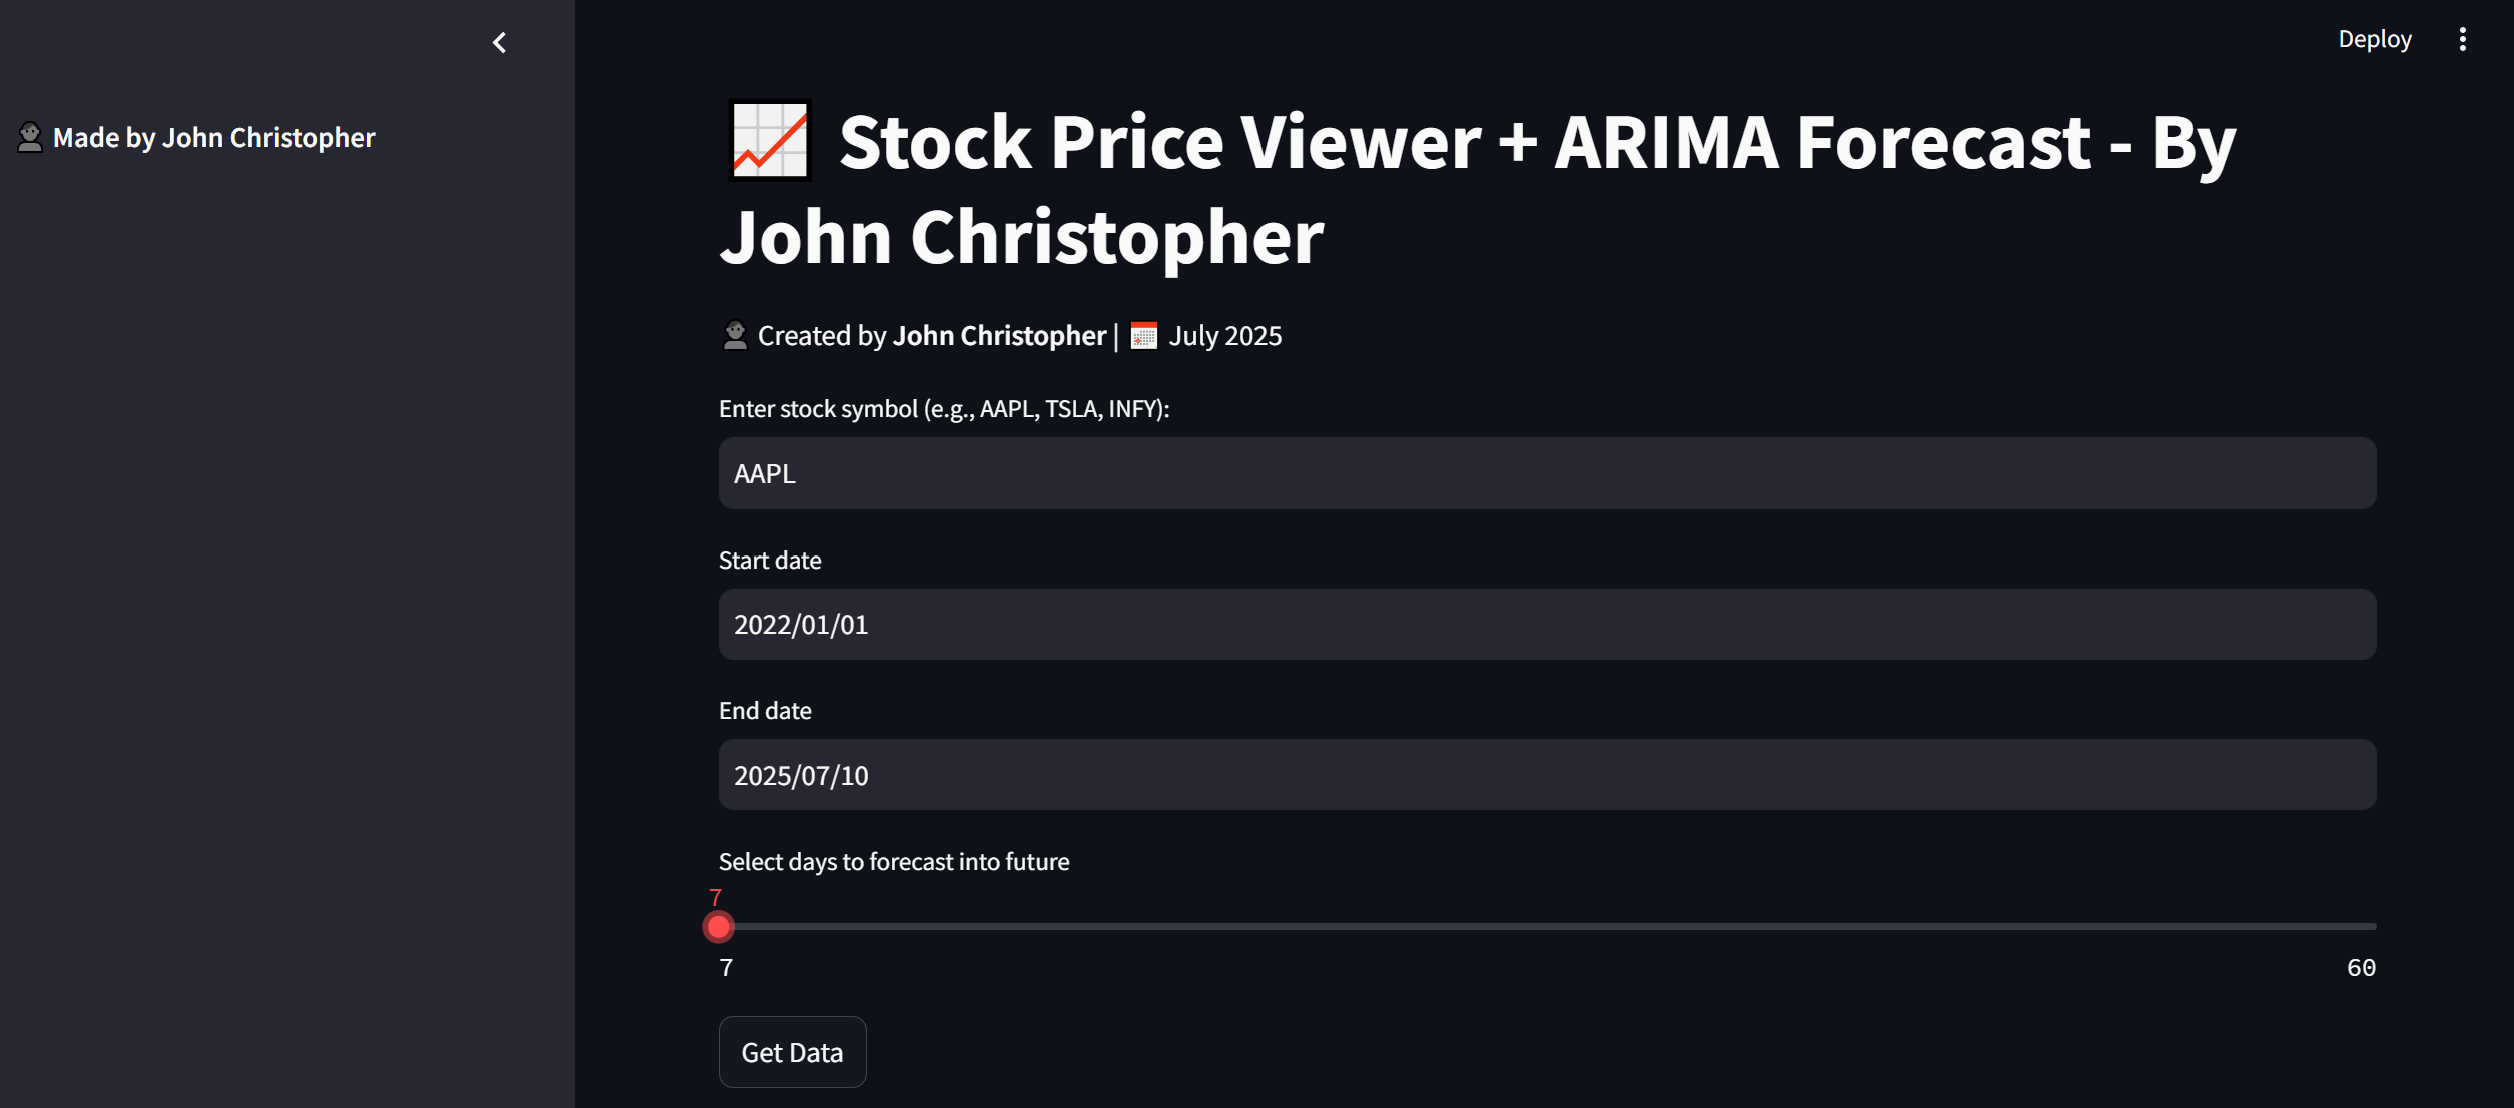 Deploy
Made by John Christopher
Stock Price Viewer + ARIMA Forecast - By
John Christopher
Created by John Christopher | July 2025
Enter stock symbol (e.g., AAPL, TSLA, INFY):
AAPL
Start date
2022/01/01
End date
2025/07/10
Select days to forecast into future
7
7 60
Get Data